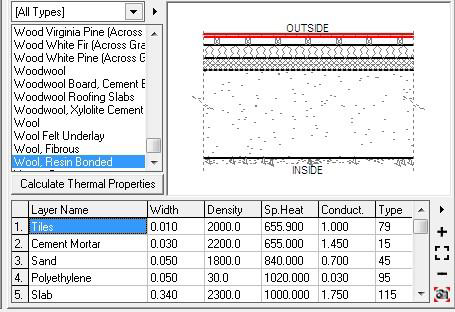 [All Types]
Wood Virginia Pine (Across
Wood White Fir (Across Gra
Wood White Pine (Across G
Woodwool
Woodwool Board, Cement E
Woodwool Roofing Slabs
Woodwool, Xylolite Cement
Wool
Wool Felt Underlay
Wool, Fibrous
Wool, Resin Bonded
Calculate Thermal Properties
OUTSIDE
INSIDE
Layer Name Width Density Sp.Heat Conduct. Type
1. Tiles 0.010 2000.0 655.900 1.000 79
2. Cement Mortar 0.030 2200.0 655.000 1.450 15
3. Sand 0.050 1800.0 840.000 0.700 45
4. Polyethylene 0.050 30.0 1020.000 0.030 95
5. Slab 0.340 2300.0 1000.000 1.750 115